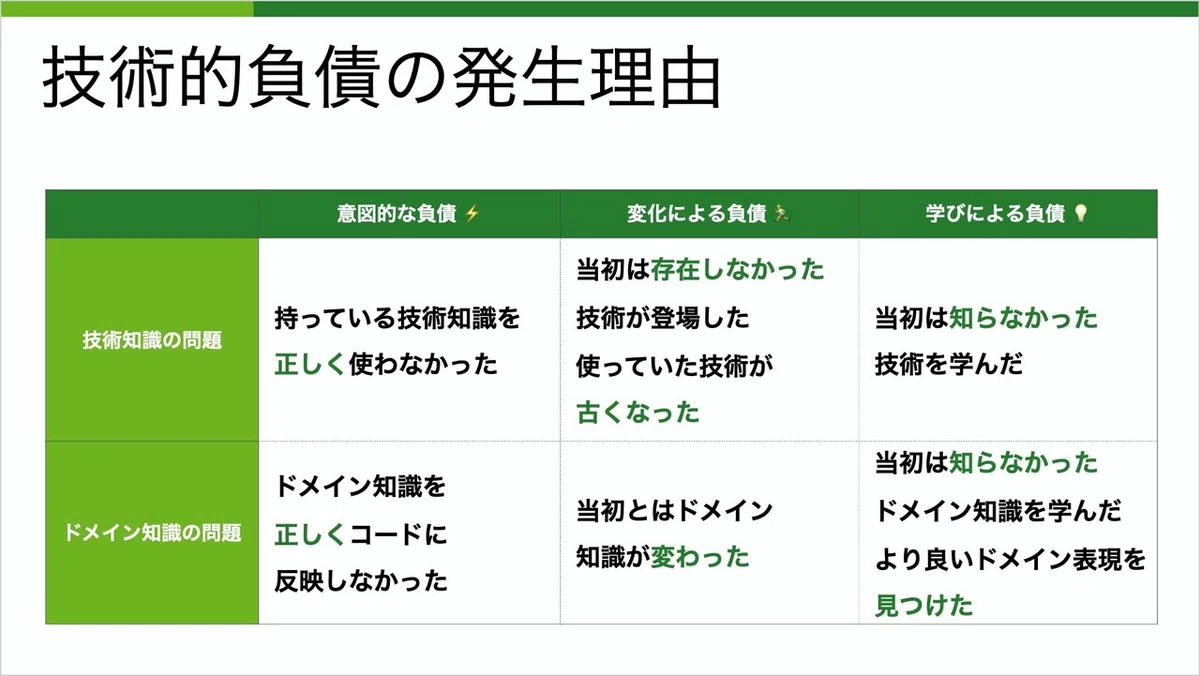 技術的負債の発生理由
意図的な負債⚡
変化による負債🏃
学びによる負債💡
技術知識の問題
持っている技術知識を
正しく使わなかった
当初は存在しなかった
技術が登場した
使っていた技術が
古くなった
当初は知らなかった
技術を学んだ
ドメイン知識の問題
ドメイン知識を
正しくコードに
反映しなかった
当初とはドメイン
知識が変わった
当初は知らなかった
ドメイン知識を学んだ
より良いドメイン表現を
見つけた